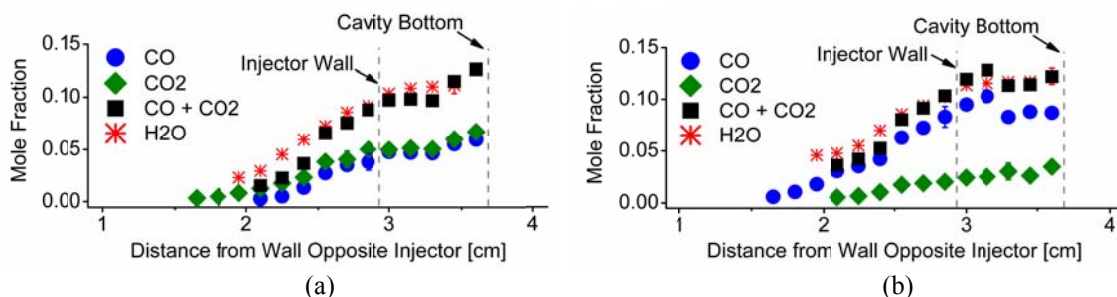 Cavity Bottom
0.15
CO
Injector Wall
CO2
0.10
CO + CO2
H2O
0.05
0.00
Mole Fraction
1
2
3
4
Distance from Wall Opposite Injector [cm]
(a)
Cavity Bottom
0.15
CO
Injector Wall
CO2
0.10
CO + CO2
H2O
0.05
0.00
Mole Fraction
1
2
3
4
Distance from Wall Opposite Injector [cm]
(b)